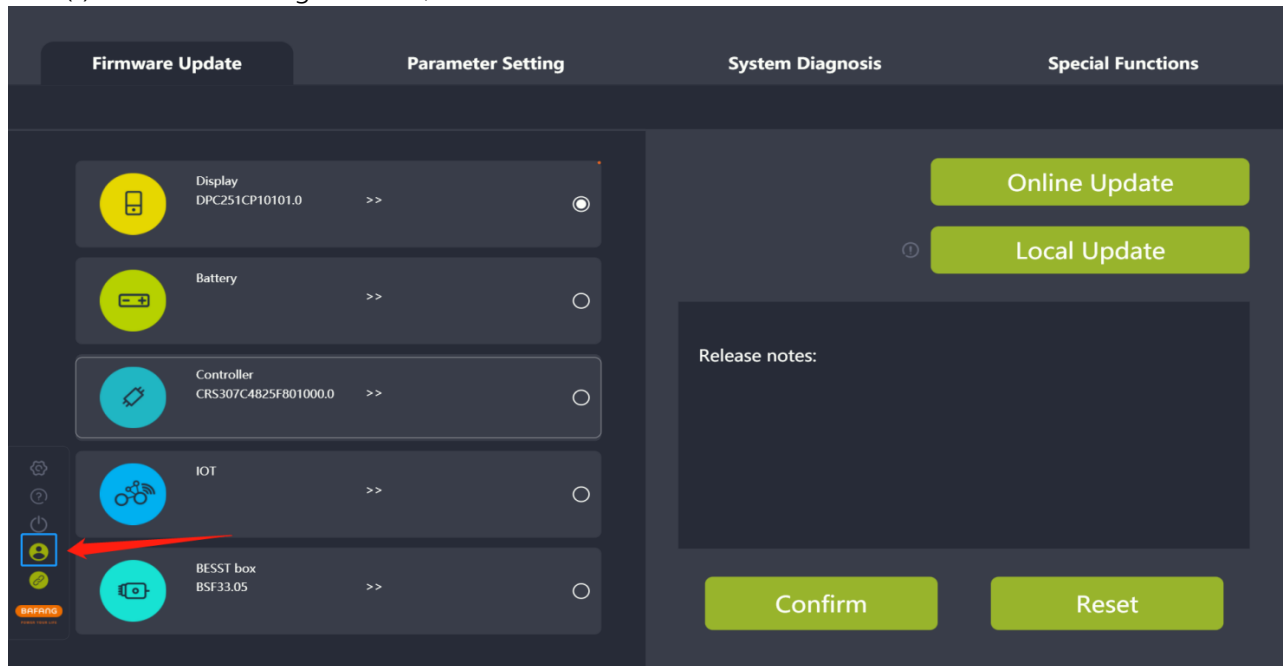 Firmware Update
Parameter Setting
System Diagnosis
Special Functions
Display
DPC251CP10101.0 >>
Battery
>>
Controller
CRS307C4825F801000.0 >>
IOT
>>
BESST box
BSF33.05 >>
Online Update
Local Update
Release notes:
Confirm
Reset
BAFANG